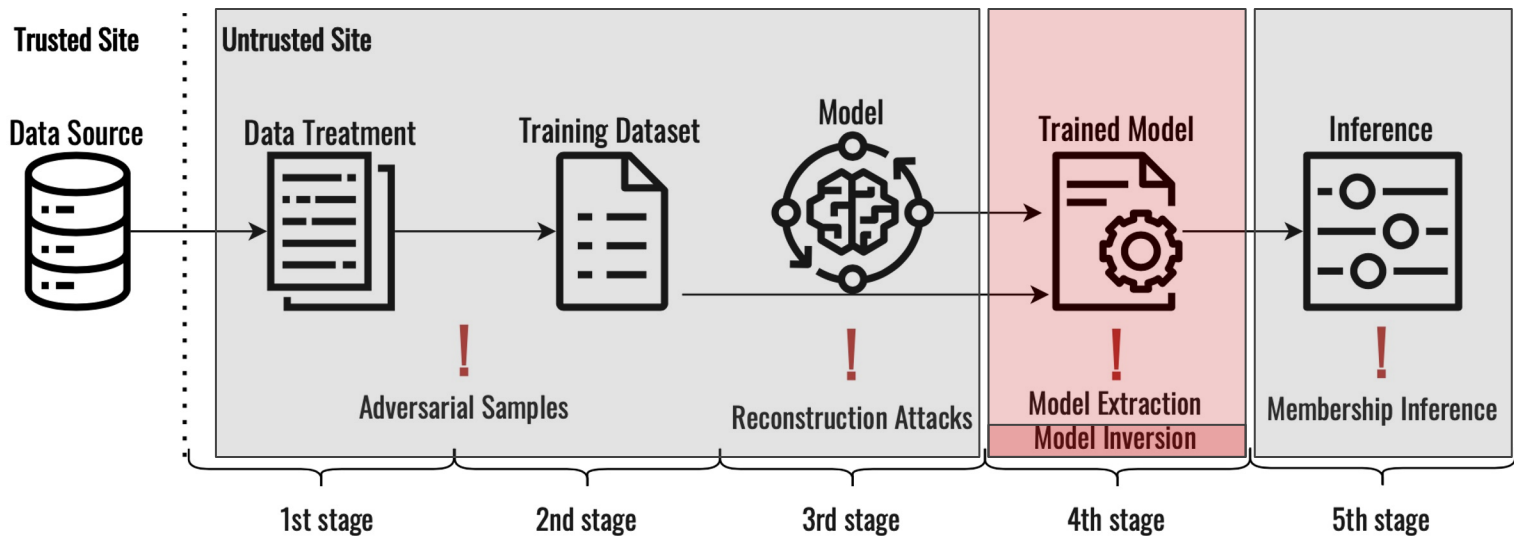 Trusted Site
Untrusted Site
Data Source
Data Treatment
Training Dataset
Model
Trained Model
Inference
!
!
!
!
Adversarial Samples
Reconstruction Attacks
Model Extraction
Model Inversion
Membership Inference
1st stage
2nd stage
3rd stage
4th stage
5th stage